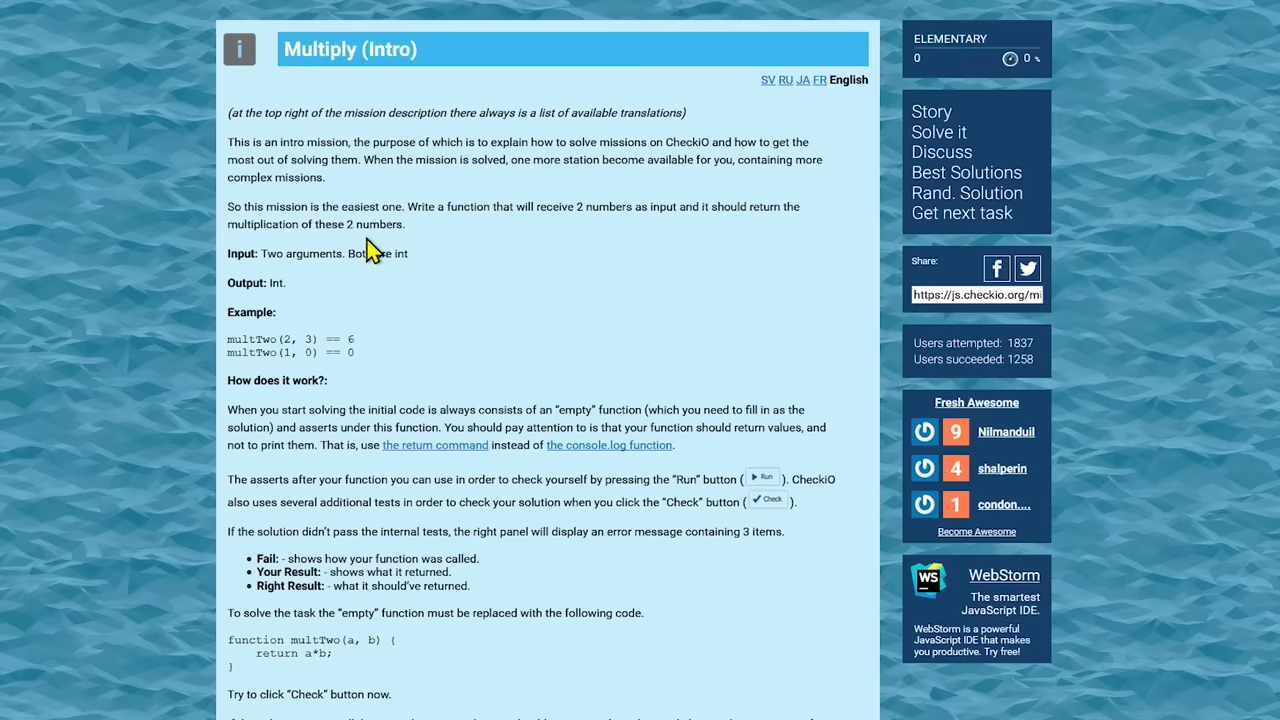 i
Multiply (Intro)
SV RU JA FR English
(at the top right of the mission description there always is a list of available translations)
This is an intro mission, the purpose of which is to explain how to solve missions on CheckiO and how to get the
most out of solving them. When the mission is solved, one more station become available for you, containing more
complex missions.
So this mission is the easiest one. Write a function that will receive 2 numbers as input and it should return the
multiplication of these 2 numbers.
Input: Two arguments. int
Output: Int.
Example:
multTwo(2, 3) == 6
multTwo(1, 0) == 0
How does it work?:
When you start solving the initial code is always consists of an “empty” function (which you need to fill in as the
solution) and asserts under this function. You should pay attention to is that your function should return values, and
not to print them. That is, use the return command instead of the console.log function.
The asserts after your function you can use in order to check yourself by pressing the “Run” button ( Run ). CheckiO
also uses several additional tests in order to check your solution when you click the “Check” button ( Check ).
If the solution didn’t pass the internal tests, the right panel will display an error message containing 3 items.
• Fail: - shows how your function was called.
• Your Result: - shows what it returned.
• Right Result: - what it should’ve returned.
To solve the task the “empty” function must be replaced with the following code.
function multTwo(a, b) {
return a*b;
}
Try to click “Check” button now.
ELEMENTARY
0 0 %
Story
Solve it
Discuss
Best Solutions
Rand. Solution
Get next task
Share:
https://js.checkio.org/mi
Users attempted: 1837
Users succeeded: 1258
Fresh Awesome
9 Nilmanduil
4 shalperin
1 condon....
Become Awesome
WS WebStorm
The smartest
JavaScript IDE.
WebStorm is a powerful
JavaScript IDE that makes
you productive. Try free!